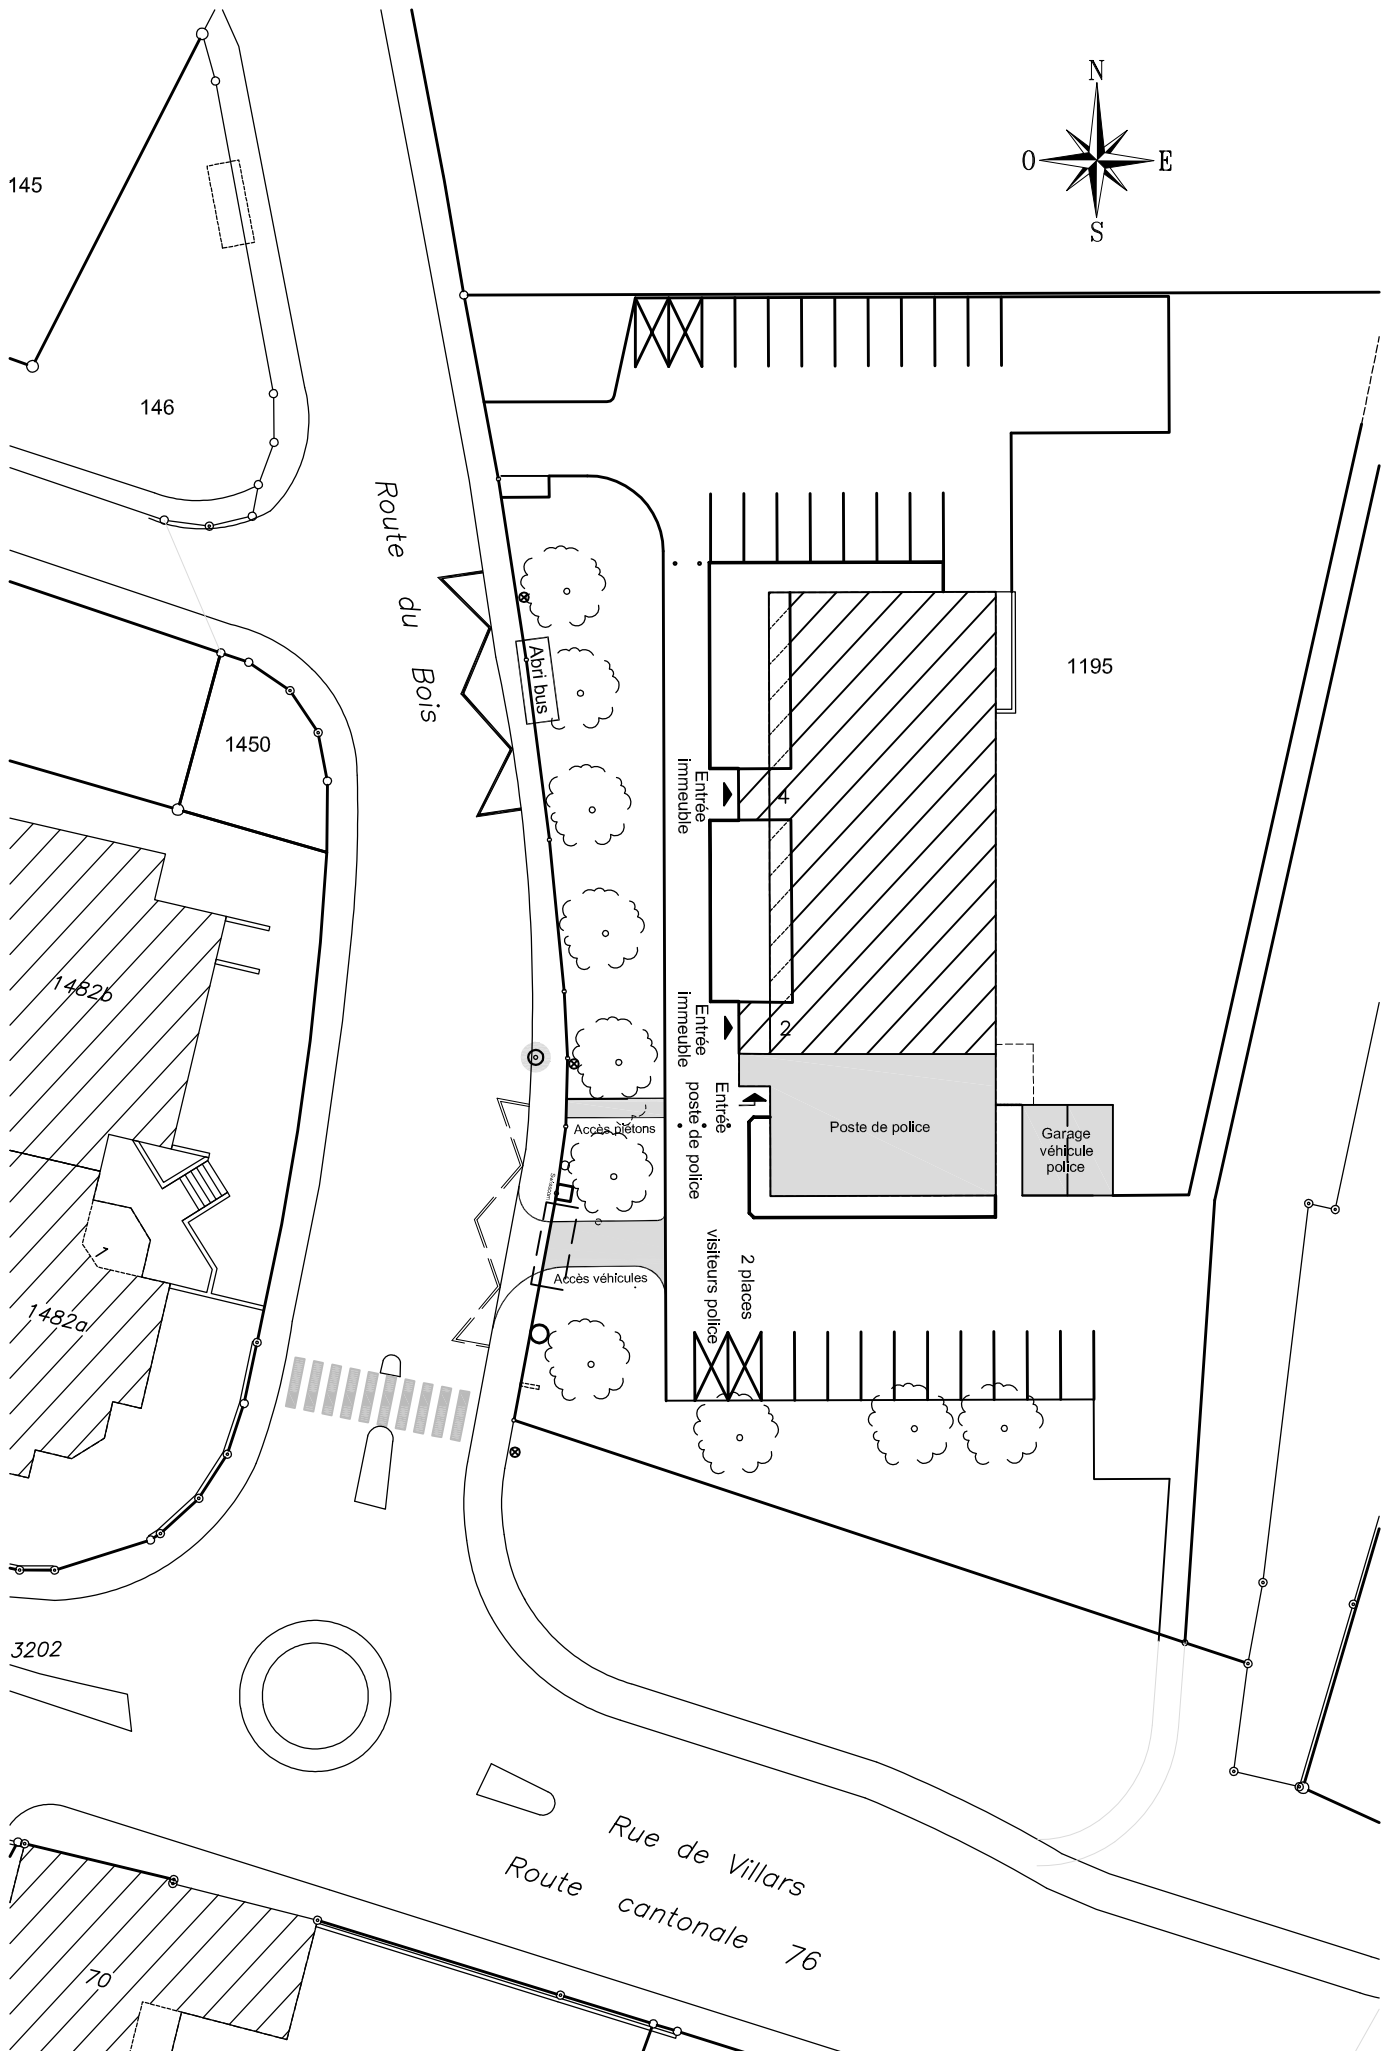 N
O
E
S
145
146
Route du Bois
Abri bus
1195
1450
Entrée
immeuble
4
1482b
Entrée
immeuble
2
Entrée
poste de police
Accès piétons
Poste de police
Garage
véhicule
police
Swisscom
2 places
visiteurs police
Accès véhicules
1
1482a
3202
Rue de Villars
Route cantonale 76
70